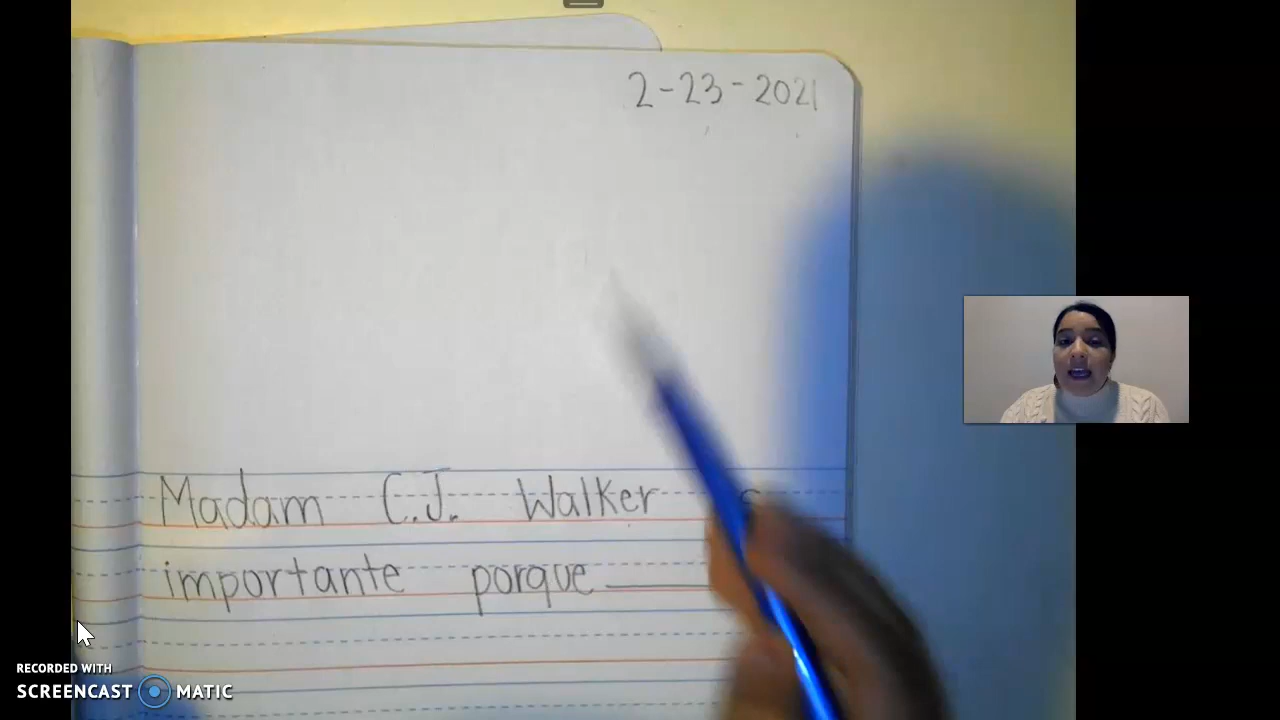 2-23-2021
Madam C.J. Walker
importante porque
RECORDED WITH
SCREENCAST MATIC